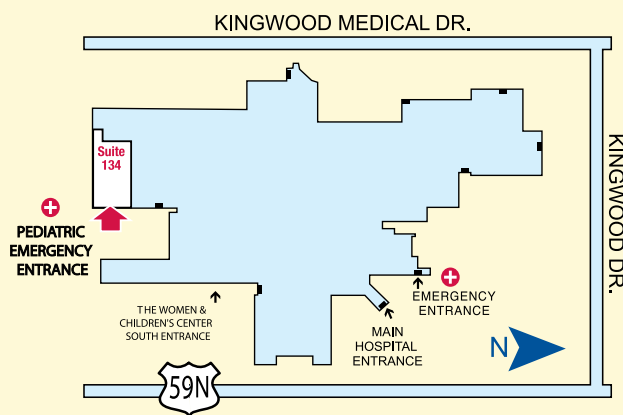 KINGWOOD MEDICAL DR.
KINGWOOD DR.
Suite
134
PEDIATRIC
EMERGENCY
ENTRANCE
THE WOMEN &
CHILDREN'S CENTER
SOUTH ENTRANCE
EMERGENCY
ENTRANCE
MAIN
HOSPITAL
ENTRANCE
N
59N